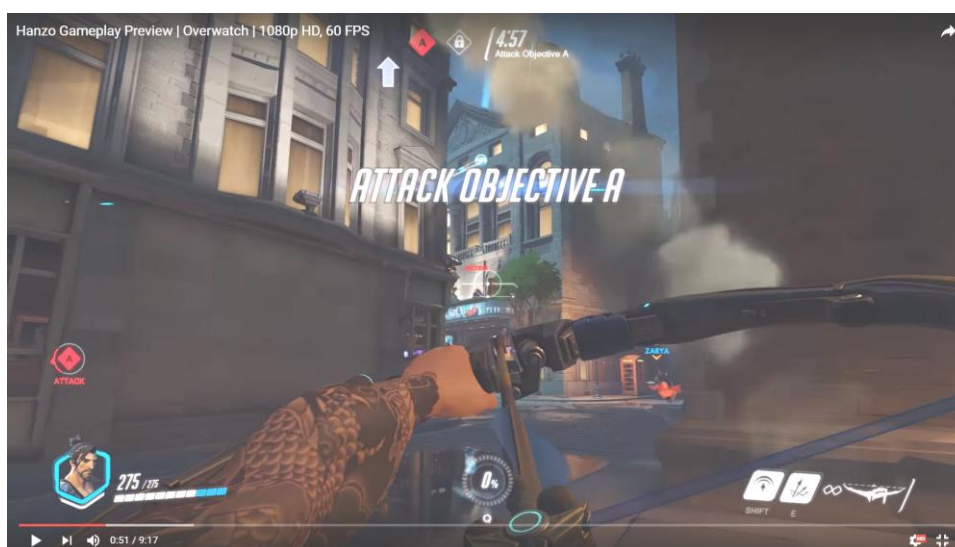 Hanzo Gameplay Preview | Overwatch | 1080p HD, 60 FPS
A
4:57
Attack Objective A
ATTACK OBJECTIVE A
A
ATTACK
ZARYA
275 / 275
0%
Q
SHIFT
E
0:51 / 9:17
HD